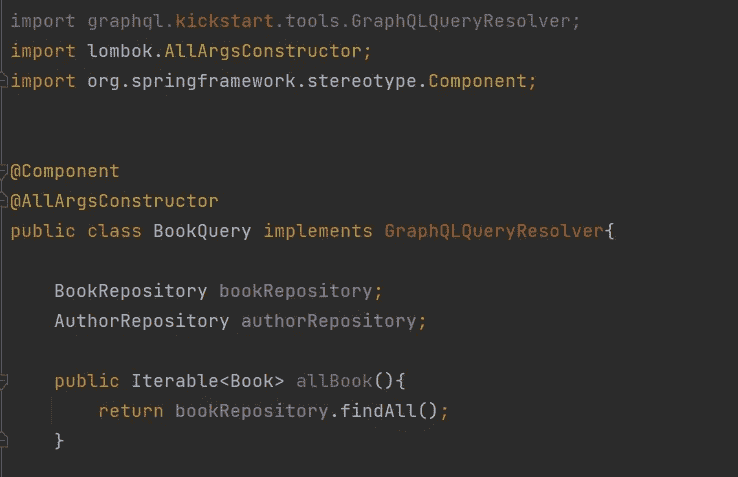 import graphql.kickstart.tools.GraphQLQueryResolver;
import lombok.AllArgsConstructor;
import org.springframework.stereotype.Component;
@Component
@AllArgsConstructor
public class BookQuery implements GraphQLQueryResolver{
BookRepository bookRepository;
AuthorRepository authorRepository;
public Iterable<Book> allBook(){
return bookRepository.findAll();
}